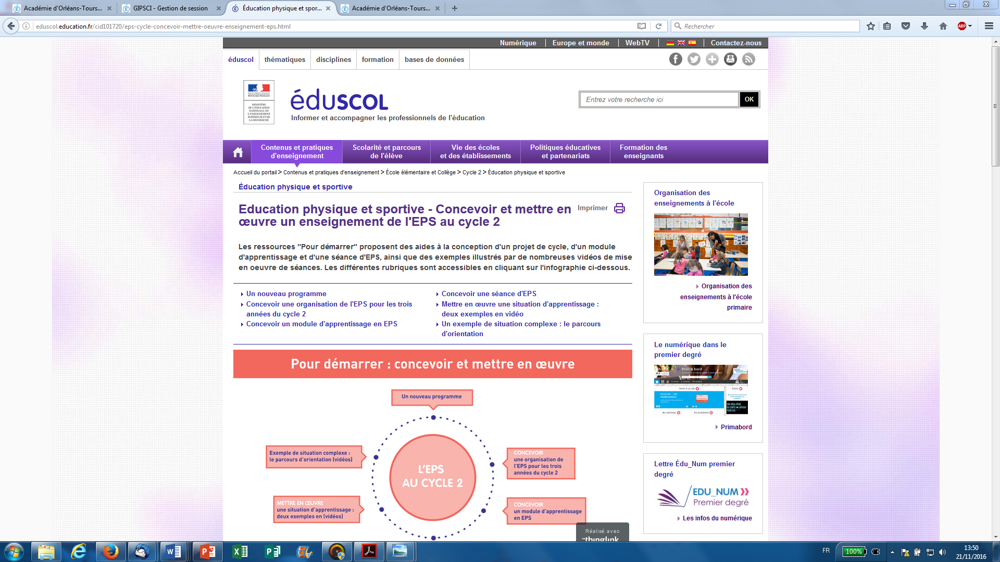 Académie d'Orléans-Tours...
GIPSCI - Gestion de session
Éducation physique et spor...
Académie d'Orléans-Tours...
eduscol.education.fr/cid101720/eps-cycle-concevoir-mettre-oeuvre-enseignement-eps.html
Rechercher
ABP
Numérique
Europe et monde
WebTV
Contactez-nous
éduscol
thématiques
disciplines
formation
bases de données
RÉPUBLIQUE FRANÇAISE
MINISTÈRE
DE L'ÉDUCATION
NATIONALE, DE
L'ENSEIGNEMENT
SUPÉRIEUR ET DE
LA RECHERCHE
éduSCOL
Informer et accompagner les professionnels de l'éducation
Entrez votre recherche ici
OK
Contenus et pratiques
d'enseignement
Scolarité et parcours
de l'élève
Vie des écoles
et des établissements
Politiques éducatives
et partenariats
Formation des
enseignants
Accueil du portail > Contenus et pratiques d'enseignement > École élémentaire et Collège > Cycle 2 > Éducation physique et sportive
Éducation physique et sportive
Education physique et sportive - Concevoir et mettre en
œuvre un enseignement de l'EPS au cycle 2
Imprimer
Les ressources "Pour démarrer" proposent des aides à la conception d'un projet de cycle, d'un module
d'apprentissage et d'une séance d'EPS, ainsi que des exemples illustrés par de nombreuses vidéos de mise
en oeuvre de séances. Les différentes rubriques sont accessibles en cliquant sur l'infographie ci-dessous.
Un nouveau programme
Concevoir une organisation de l'EPS pour les trois
années du cycle 2
Concevoir un module d'apprentissage en EPS
Concevoir une séance d'EPS
Mettre en œuvre une situation d'apprentissage :
deux exemples en vidéo
Un exemple de situation complexe : le parcours
d'orientation
Pour démarrer : concevoir et mettre en œuvre
Un nouveau programme
Exemple de situation complexe :
le parcours d'orientation (vidéos)
L'EPS
AU CYCLE 2
CONCEVOIR
une organisation de
l'EPS pour les trois
années du cycle 2
METTRE EN ŒUVRE
une situation d'apprentissage :
deux exemples en (vidéos)
CONCEVOIR
un module d'apprentissage
en EPS
Réalisé avec
thinglink
Organisation des
enseignements à l'école
Organisation des
enseignements à l'école
primaire
Le numérique dans le
premier degré
Prim à bord
Primabord
Lettre Édu_Num premier
degré
EDU_NUM
Premier degré
Les infos du numérique
FR
100%
13:50
21/11/2016